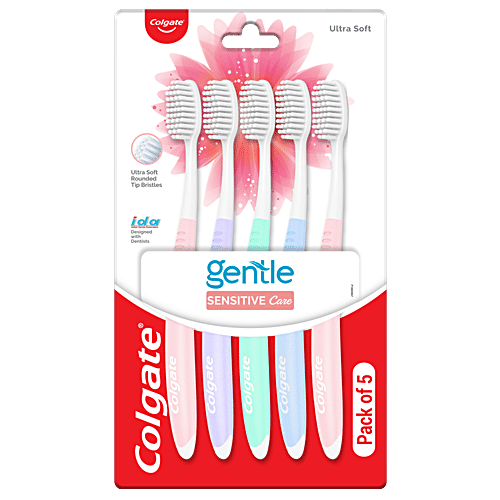 Colgate®
Ultra Soft
Ultra Soft
Rounded
Tip Bristles
Designed
with
Dentists
gentle
SENSITIVE Care
Colgate®
Pack of 5
Colgate
Colgate
Colgate
Colgate
Colgate